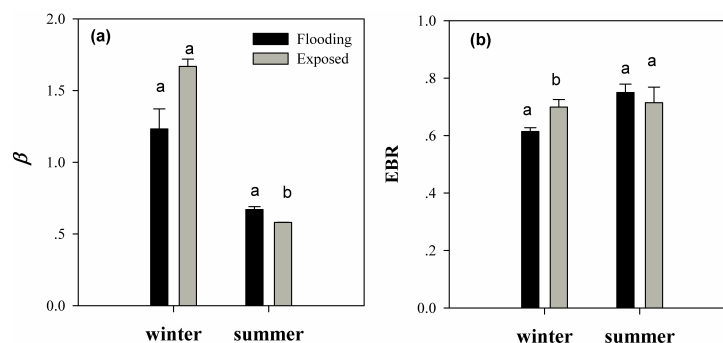 (a)
Flooding
Exposed
2.0
1.5
1.0
.5
0.0
β
a
a
a
b
winter
summer
(b)
1.0
.8
.6
.4
.2
0.0
EBR
a
b
a
a
winter
summer